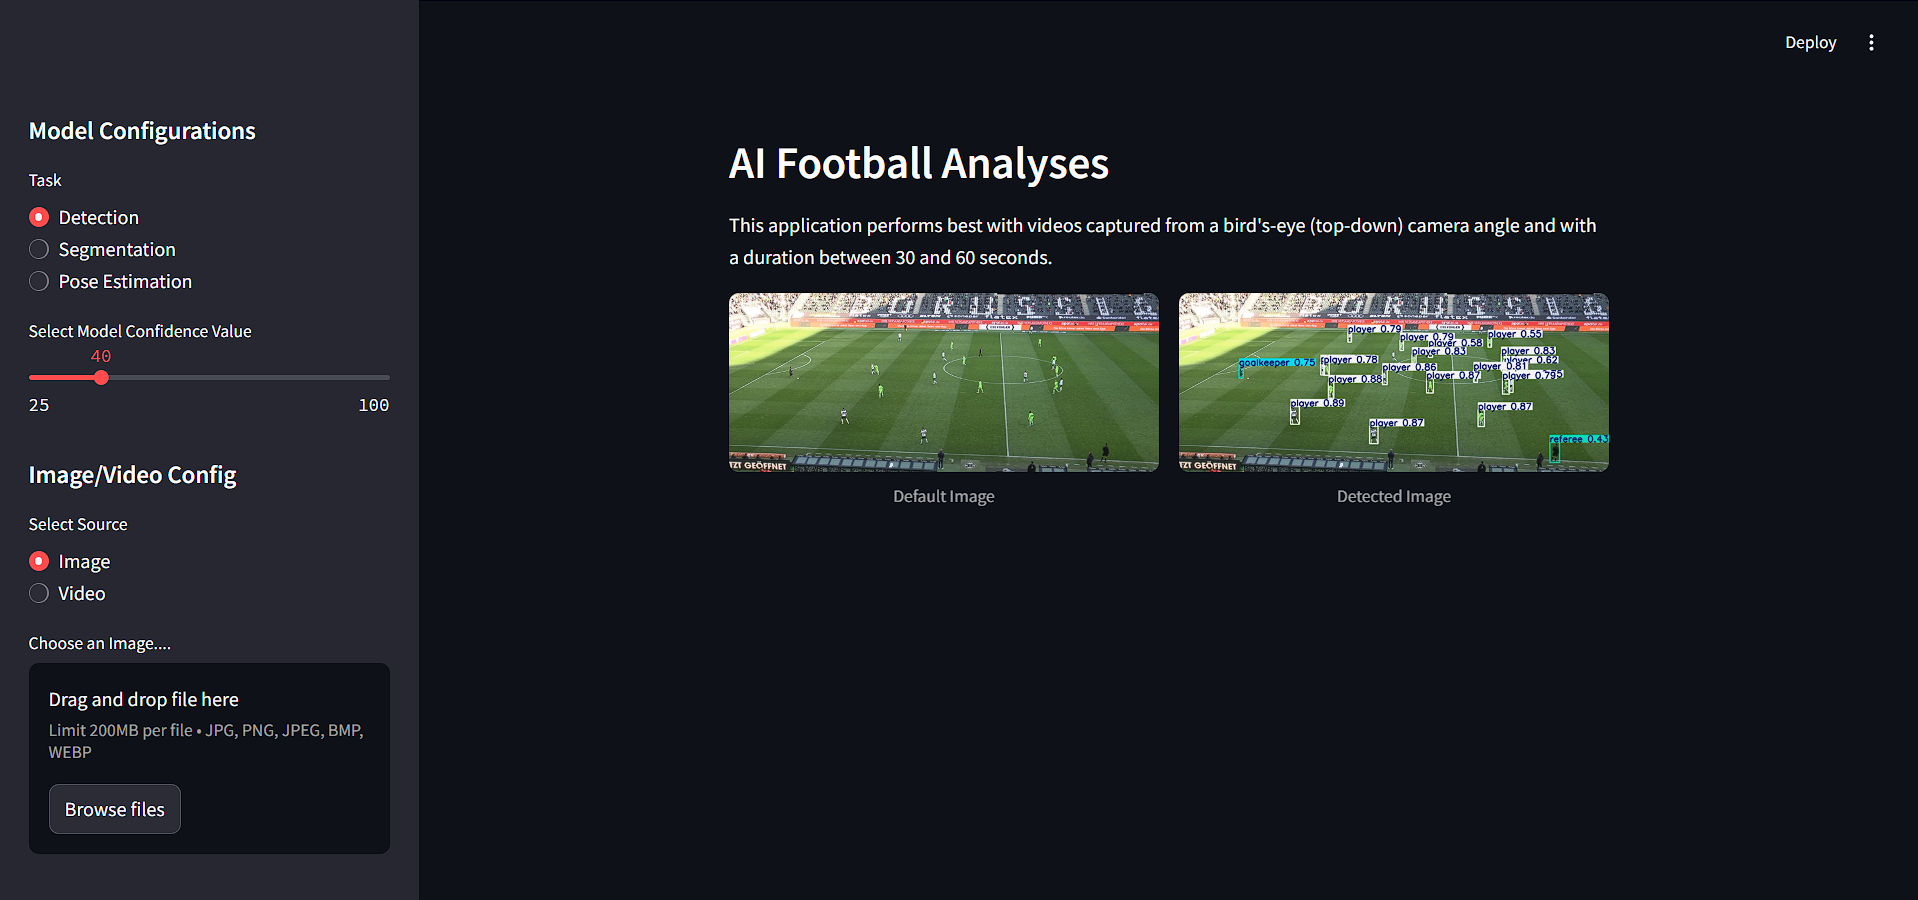 Deploy
Model Configurations
Task
Detection
Segmentation
Pose Estimation
Select Model Confidence Value
40
25
100
Image/Video Config
Select Source
Image
Video
Choose an Image....
Drag and drop file here
Limit 200MB per file • JPG, PNG, JPEG, BMP,
WEBP
Browse files
AI Football Analyses
This application performs best with videos captured from a bird's-eye (top-down) camera angle and with
a duration between 30 and 60 seconds.
BORUSSIA
TZT GEÖFFNET
Default Image
BORUSSIA
player 0.79
player 0.55
player 0.79
player 0.58
player 0.83
player 0.83
goalkeeper 0.75
player 0.78
player 0.62
player 0.86
player 0.81
player 0.88
player 0.87
player 0.79
player 0.89
player 0.87
player 0.87
referee 0.43
TZT GEÖFFNET
Detected Image